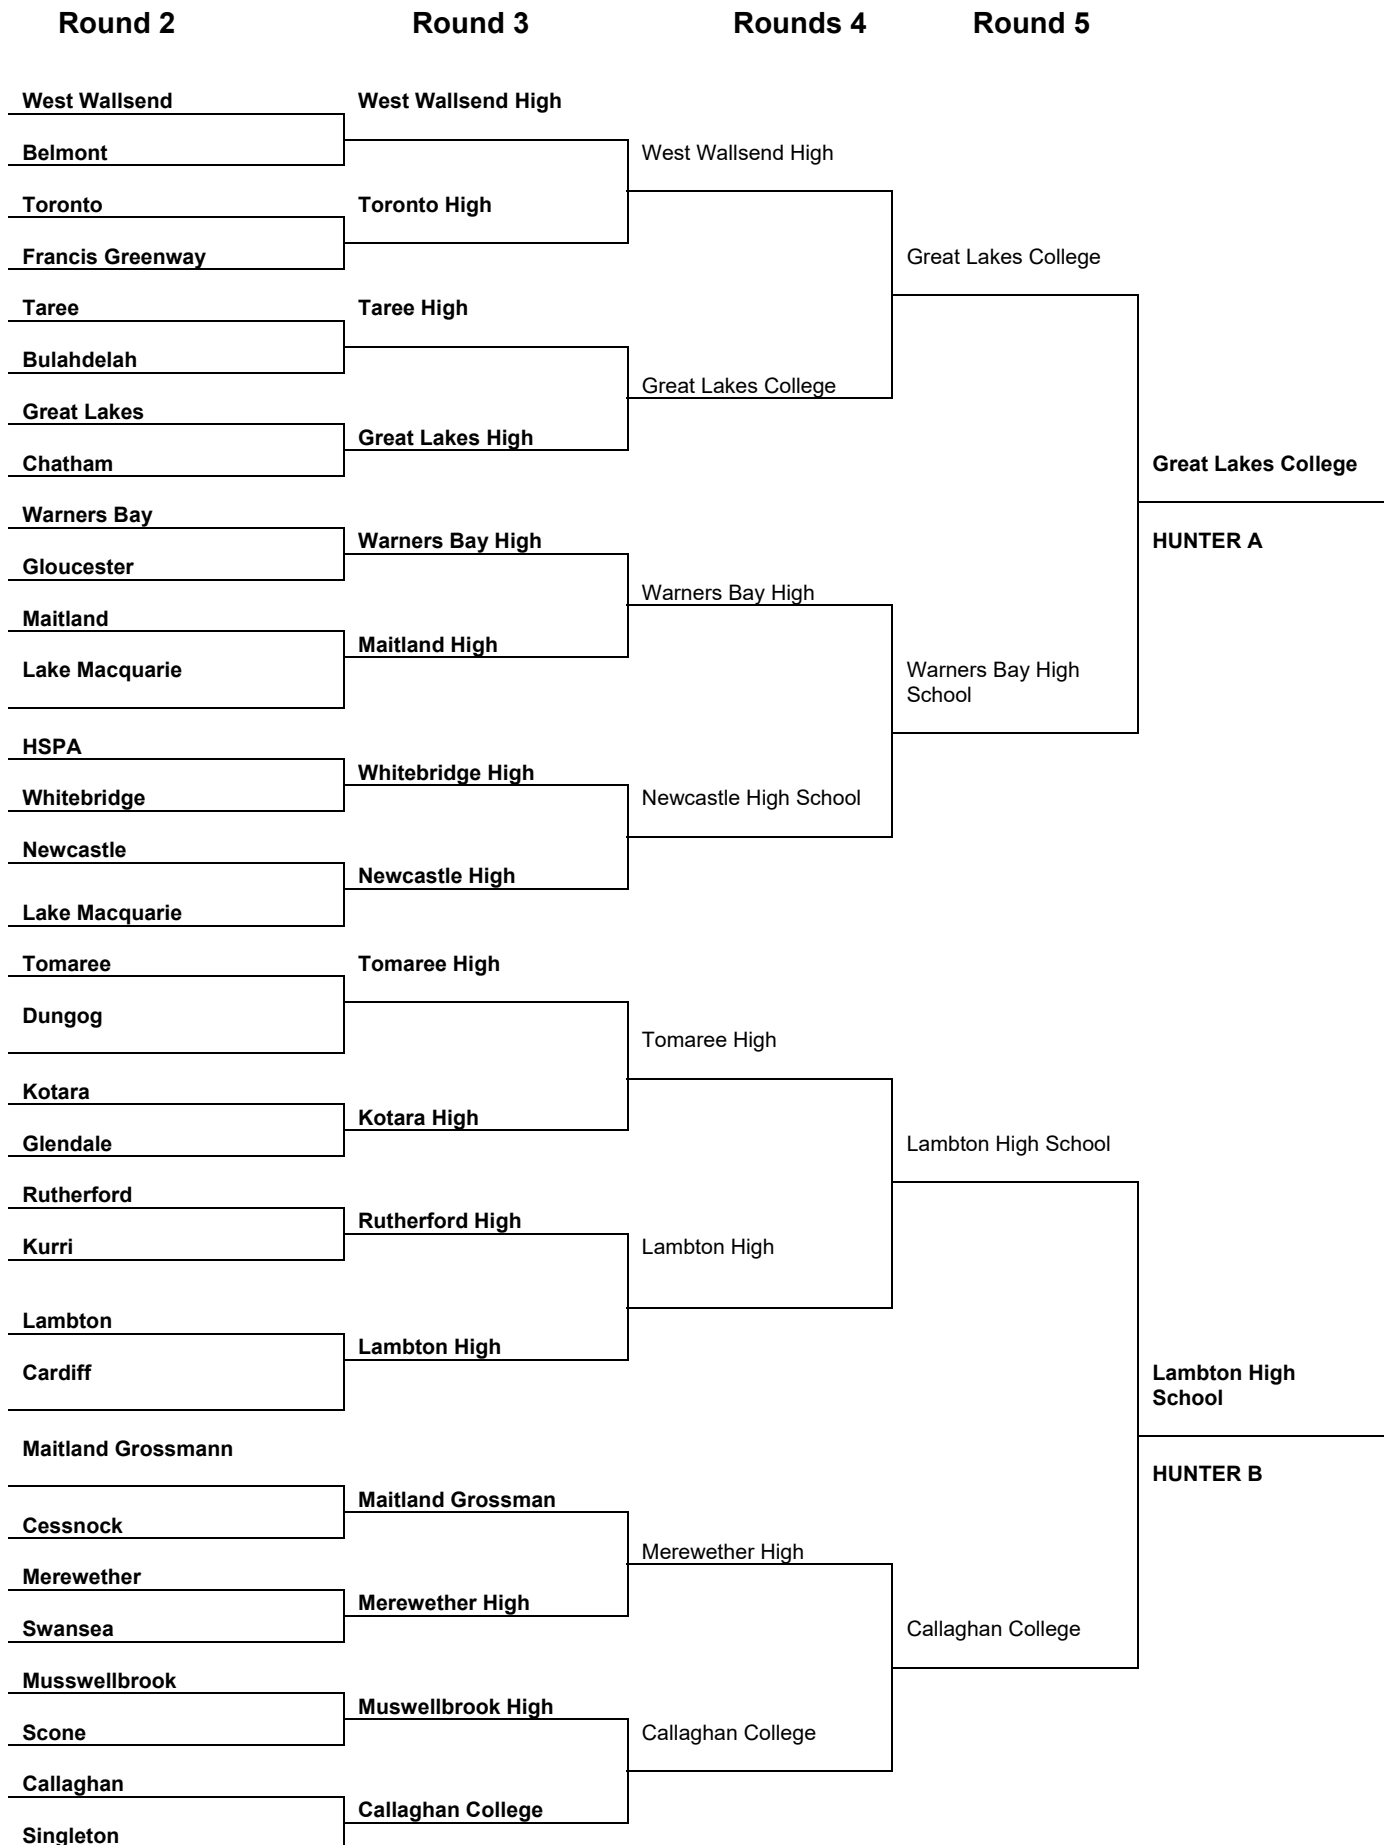 Round 2 Round 3 Rounds 4 Round 5
West Wallsend West Wallsend High
Belmont West Wallsend High
Toronto Toronto High
Francis Greenway Great Lakes College
Taree Taree High
Bulahdelah
Great Lakes College
Great Lakes
Great Lakes High
Chatham Great Lakes College
Warners Bay
Warners Bay High HUNTER A
Gloucester
Warners Bay High
Maitland
Maitland High
Lake Macquarie Warners Bay High
School
HSPA
Whitebridge High
Whitebridge Newcastle High School
Newcastle
Newcastle High
Lake Macquarie
Tomaree Tomaree High
Dungog
Tomaree High
Kotara
Kotara High
Glendale Lambton High School
Rutherford
Rutherford High
Kurri Lambton High
Lambton
Lambton High
Cardiff Lambton High
School
Maitland Grossmann
HUNTER B
Maitland Grossman
Cessnock
Merewether High
Merewether
Merewether High
Swansea Callaghan College
Musswellbrook
Muswellbrook High
Scone Callaghan College
Callaghan
Callaghan College
Singleton